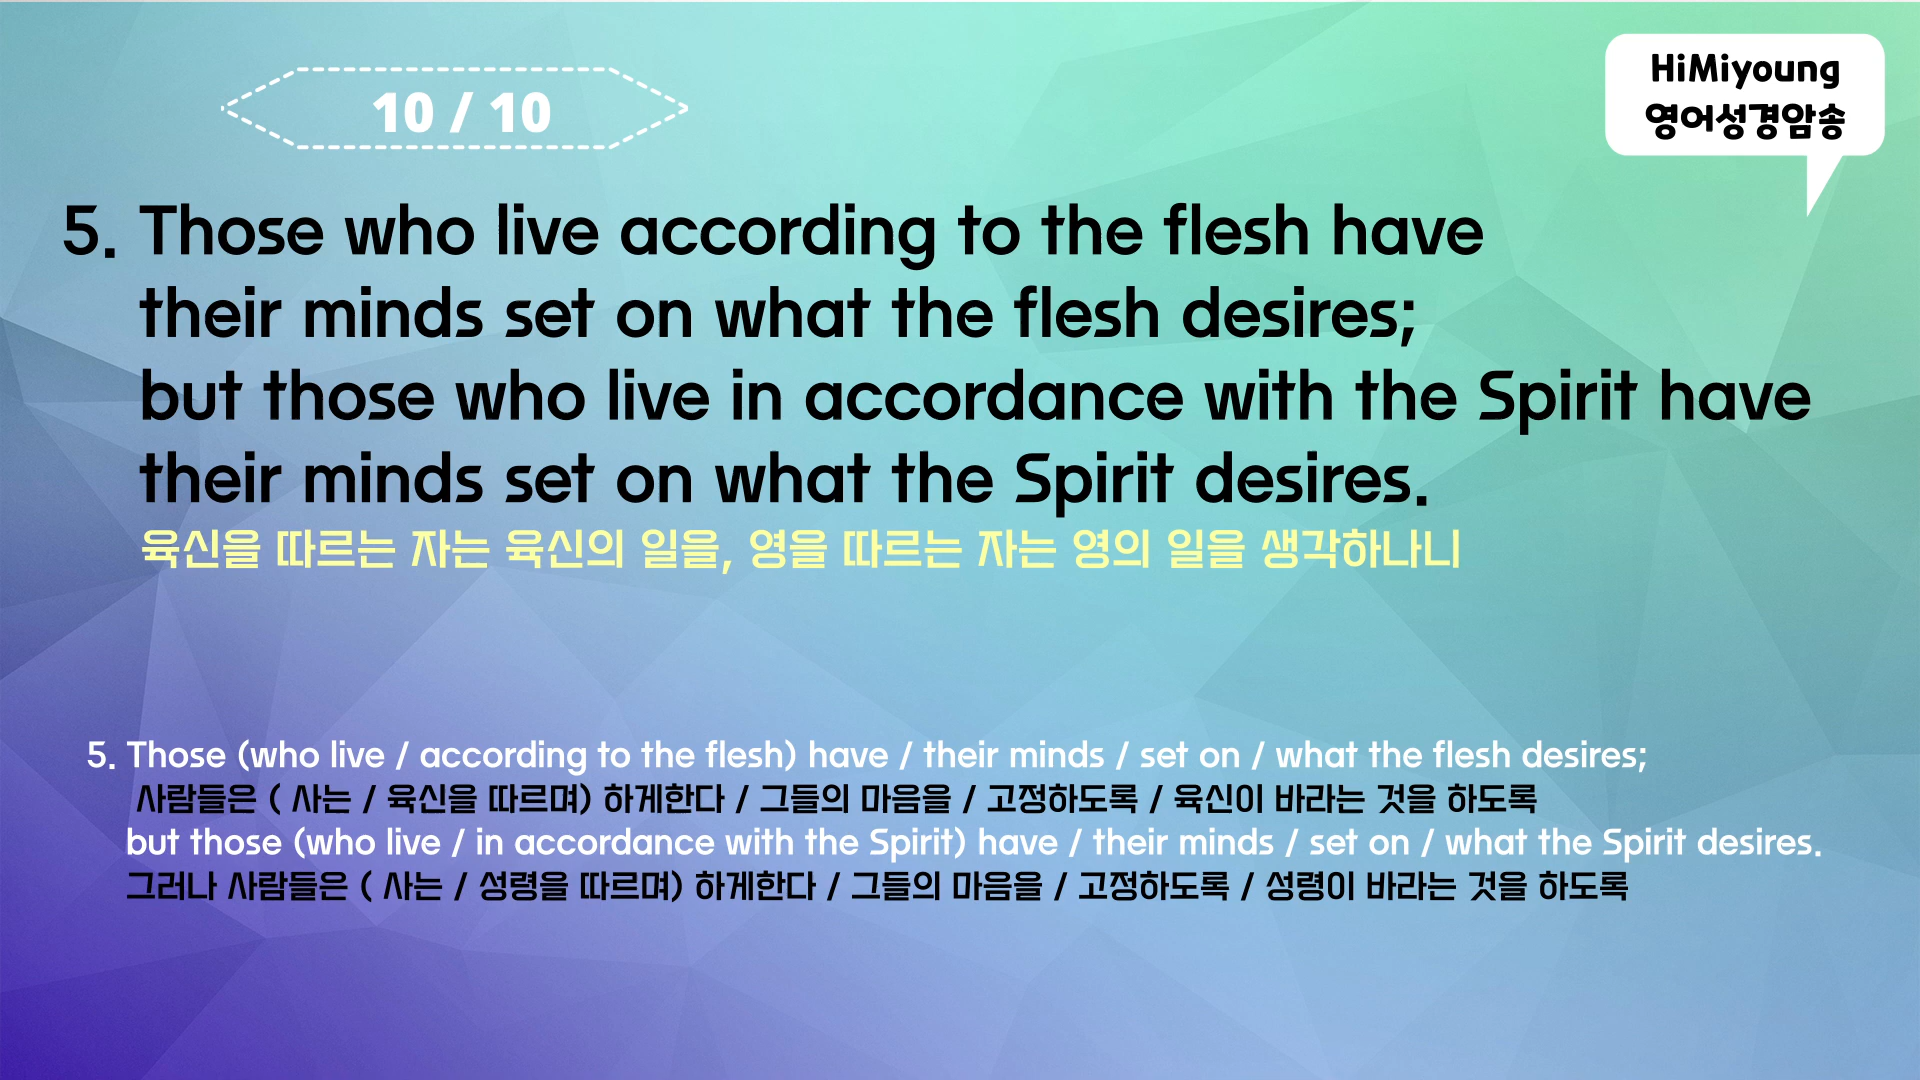 10 / 10
HiMiyoung
영어성경암송
5. Those who live according to the flesh have
their minds set on what the flesh desires;
but those who live in accordance with the Spirit have
their minds set on what the Spirit desires.
육신을 따르는 자는 육신의 일을, 영을 따르는 자는 영의 일을 생각하나니
5. Those (who live / according to the flesh) have / their minds / set on / what the flesh desires;
사람들은 ( 사는 / 육신을 따르며) 하게한다 / 그들의 마음을 / 고정하도록 / 육신이 바라는 것을 하도록
but those (who live / in accordance with the Spirit) have / their minds / set on / what the Spirit desires.
그러나 사람들은 ( 사는 / 성령을 따르며) 하게한다 / 그들의 마음을 / 고정하도록 / 성령이 바라는 것을 하도록